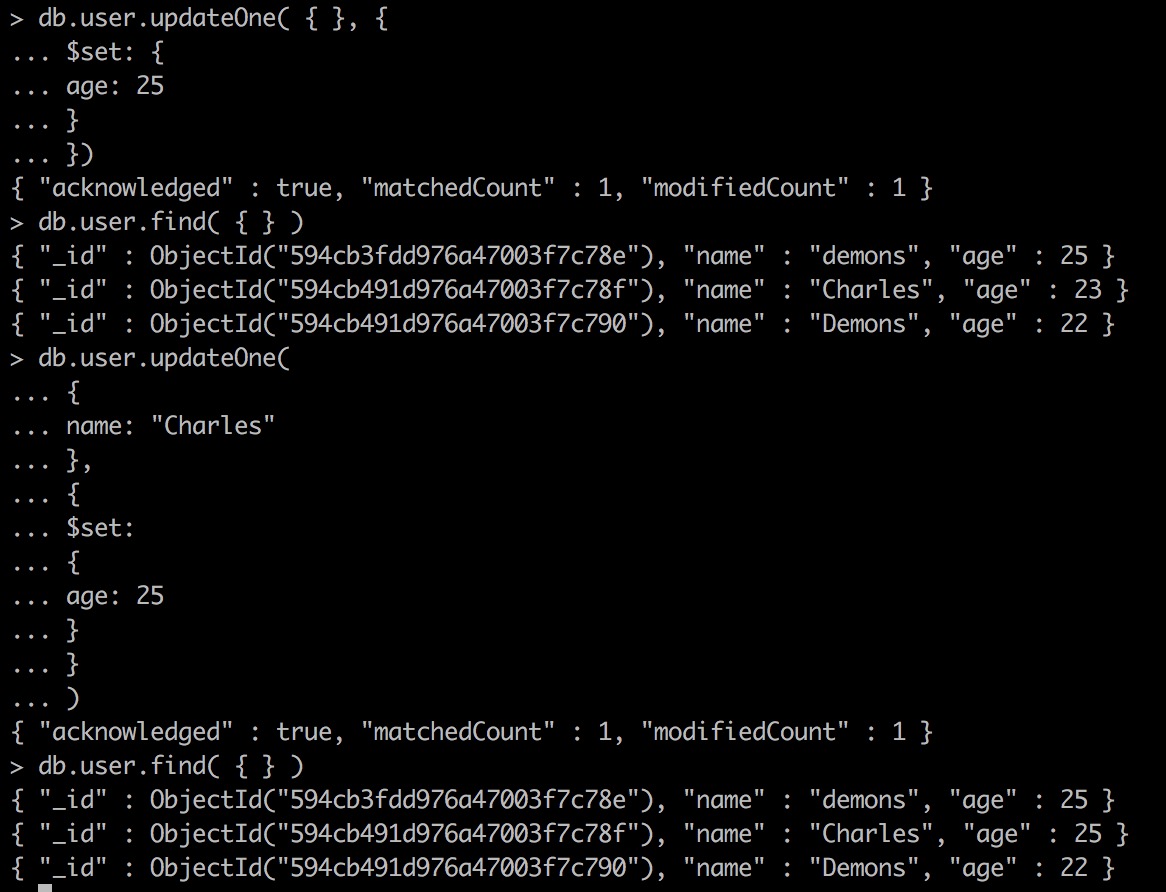 > db.user.updateOne( { }, {
... $set: {
... age: 25
... }
... })
{ "acknowledged" : true, "matchedCount" : 1, "modifiedCount" : 1 }
> db.user.find( { } )
{ "_id" : ObjectId("594cb3fdd976a47003f7c78e"), "name" : "demons", "age" : 25 }
{ "_id" : ObjectId("594cb491d976a47003f7c78f"), "name" : "Charles", "age" : 23 }
{ "_id" : ObjectId("594cb491d976a47003f7c790"), "name" : "Demons", "age" : 22 }
> db.user.updateOne(
... {
... name: "Charles"
... },
... {
... $set:
... {
... age: 25
... }
... }
... )
{ "acknowledged" : true, "matchedCount" : 1, "modifiedCount" : 1 }
> db.user.find( { } )
{ "_id" : ObjectId("594cb3fdd976a47003f7c78e"), "name" : "demons", "age" : 25 }
{ "_id" : ObjectId("594cb491d976a47003f7c78f"), "name" : "Charles", "age" : 25 }
{ "_id" : ObjectId("594cb491d976a47003f7c790"), "name" : "Demons", "age" : 22 }